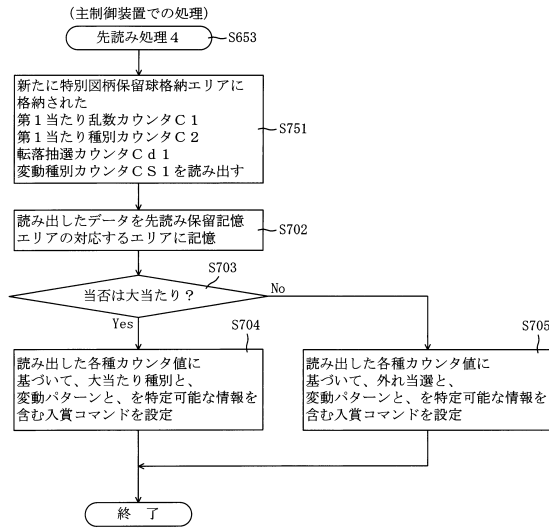 (主制御装置での処理)
先読み処理4
S653
新たに特別図柄保留球格納エリアに
格納された
第1当たり乱数カウンタC1
第1当たり種別カウンタC2
転落抽選カウンタCd1
変動種別カウンタCS1を読み出す
S751
読み出したデータを先読み保留記憶
エリアの対応するエリアに記憶
S702
S703
当否は大当たり?
No
Yes
S704
読み出した各種カウンタ値に
基づいて、大当たり種別と、
変動パターンと、を特定可能な情報を
含む入賞コマンドを設定
S705
読み出した各種カウンタ値に
基づいて、外れ当選と、
変動パターンと、を特定可能な情報を
含む入賞コマンドを設定
終 了